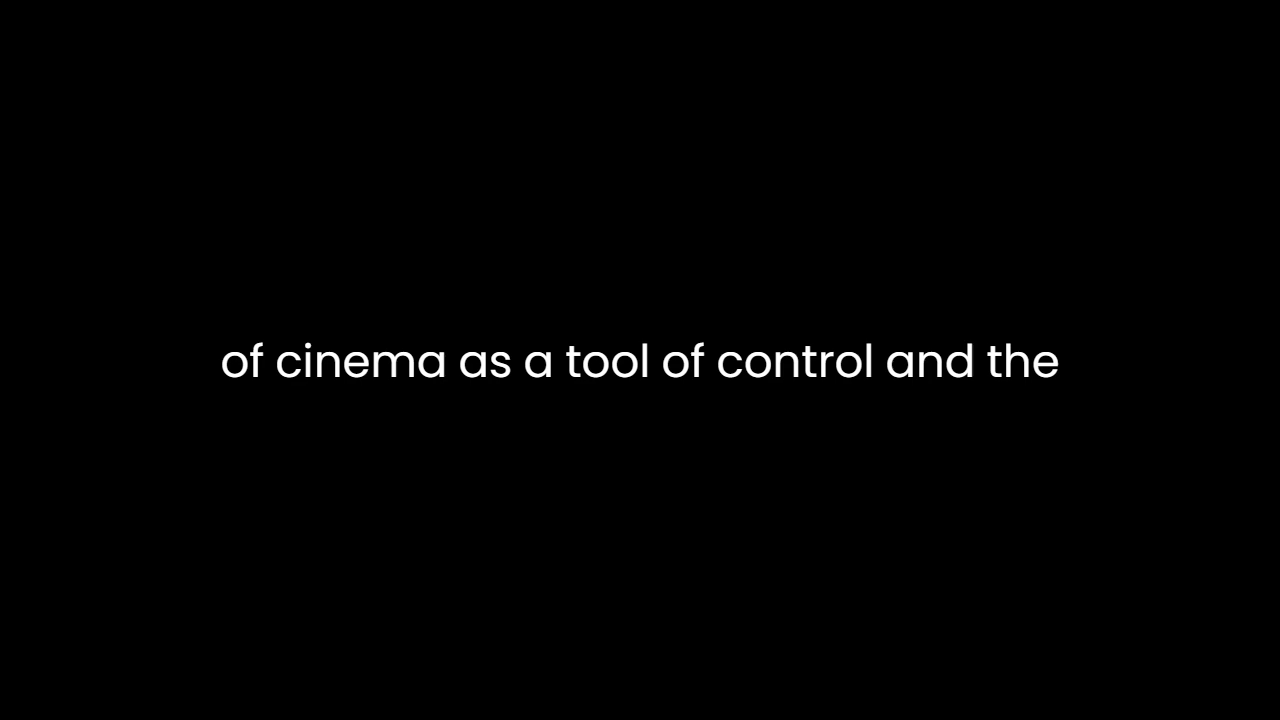 of cinema as a tool of control and the